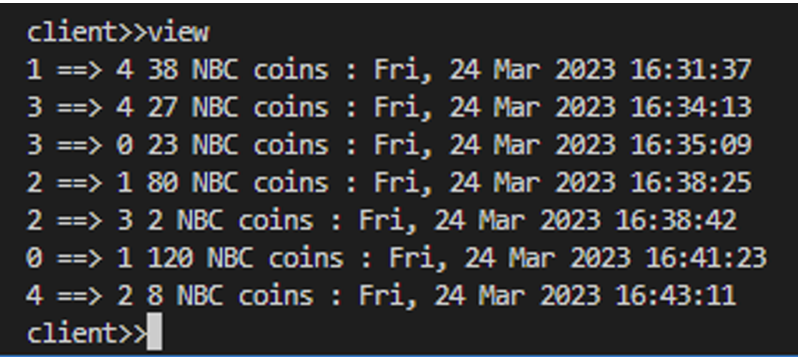 client>>view
1 ==> 4 38 NBC coins : Fri, 24 Mar 2023 16:31:37
3 ==> 4 27 NBC coins : Fri, 24 Mar 2023 16:34:13
3 ==> 0 23 NBC coins : Fri, 24 Mar 2023 16:35:09
2 ==> 1 80 NBC coins : Fri, 24 Mar 2023 16:38:25
2 ==> 3 2 NBC coins : Fri, 24 Mar 2023 16:38:42
0 ==> 1 120 NBC coins : Fri, 24 Mar 2023 16:41:23
4 ==> 2 8 NBC coins : Fri, 24 Mar 2023 16:43:11
client>>